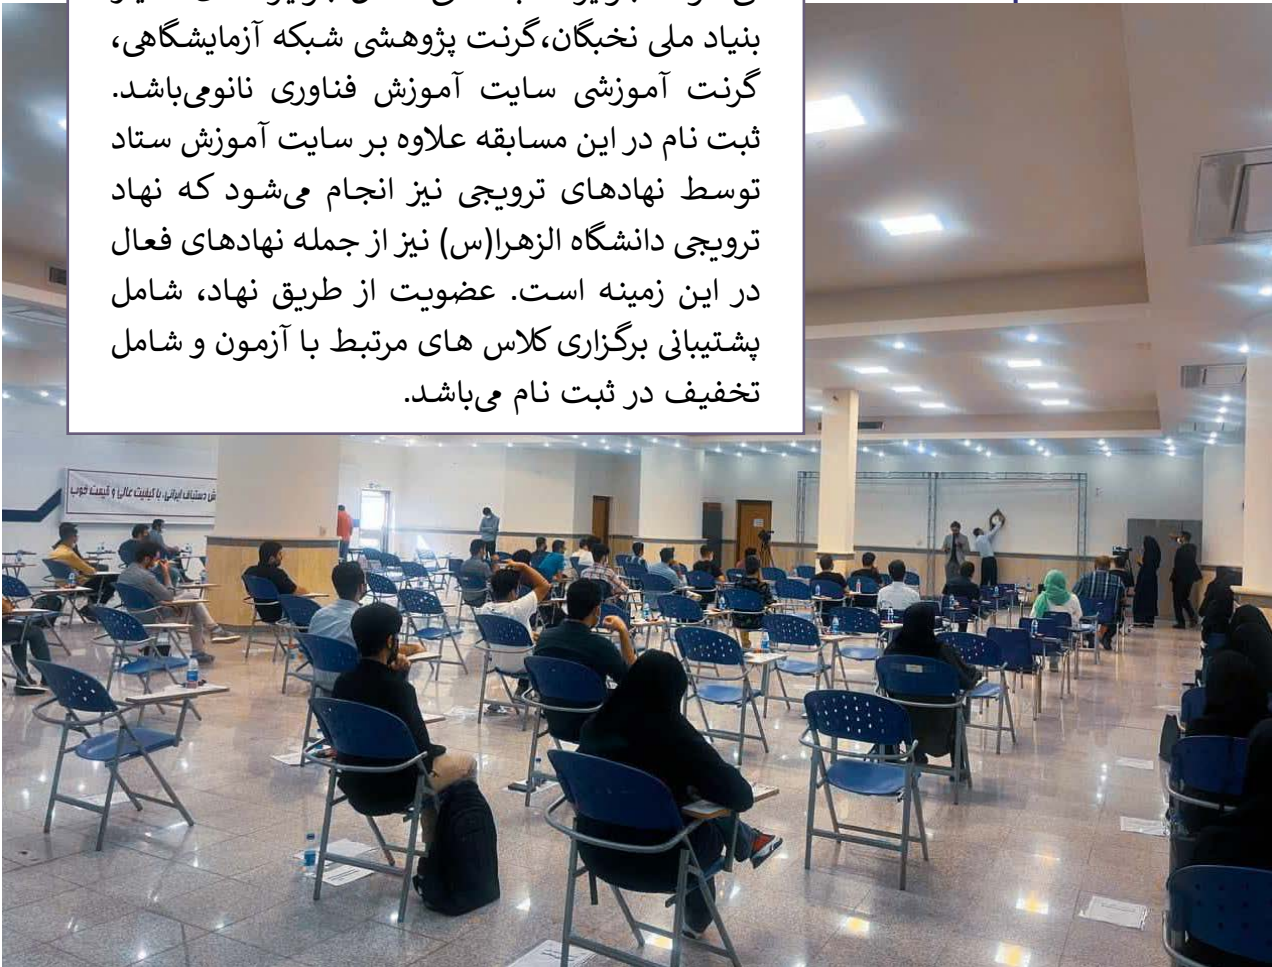 بنیاد ملی نخبگان،گرنت پژوهشی شبکه آزمایشگاهی،
گرنت آموزشی سایت آموزش فناوری نانومی‌باشد.
ثبت نام در این مسابقه علاوه بر سایت آموزش ستاد
توسط نهادهای ترویجی نیز انجام می‌شود که نهاد
ترویجی دانشگاه الزهرا(س) نیز از جمله نهادهای فعال
در این زمینه است. عضویت از طریق نهاد، شامل
پشتیبانی برگزاری کلاس های مرتبط با آزمون و شامل
تخفیف در ثبت نام می‌باشد.
دستباف ایرانی، با کیفیت عالی و قیمت خوب